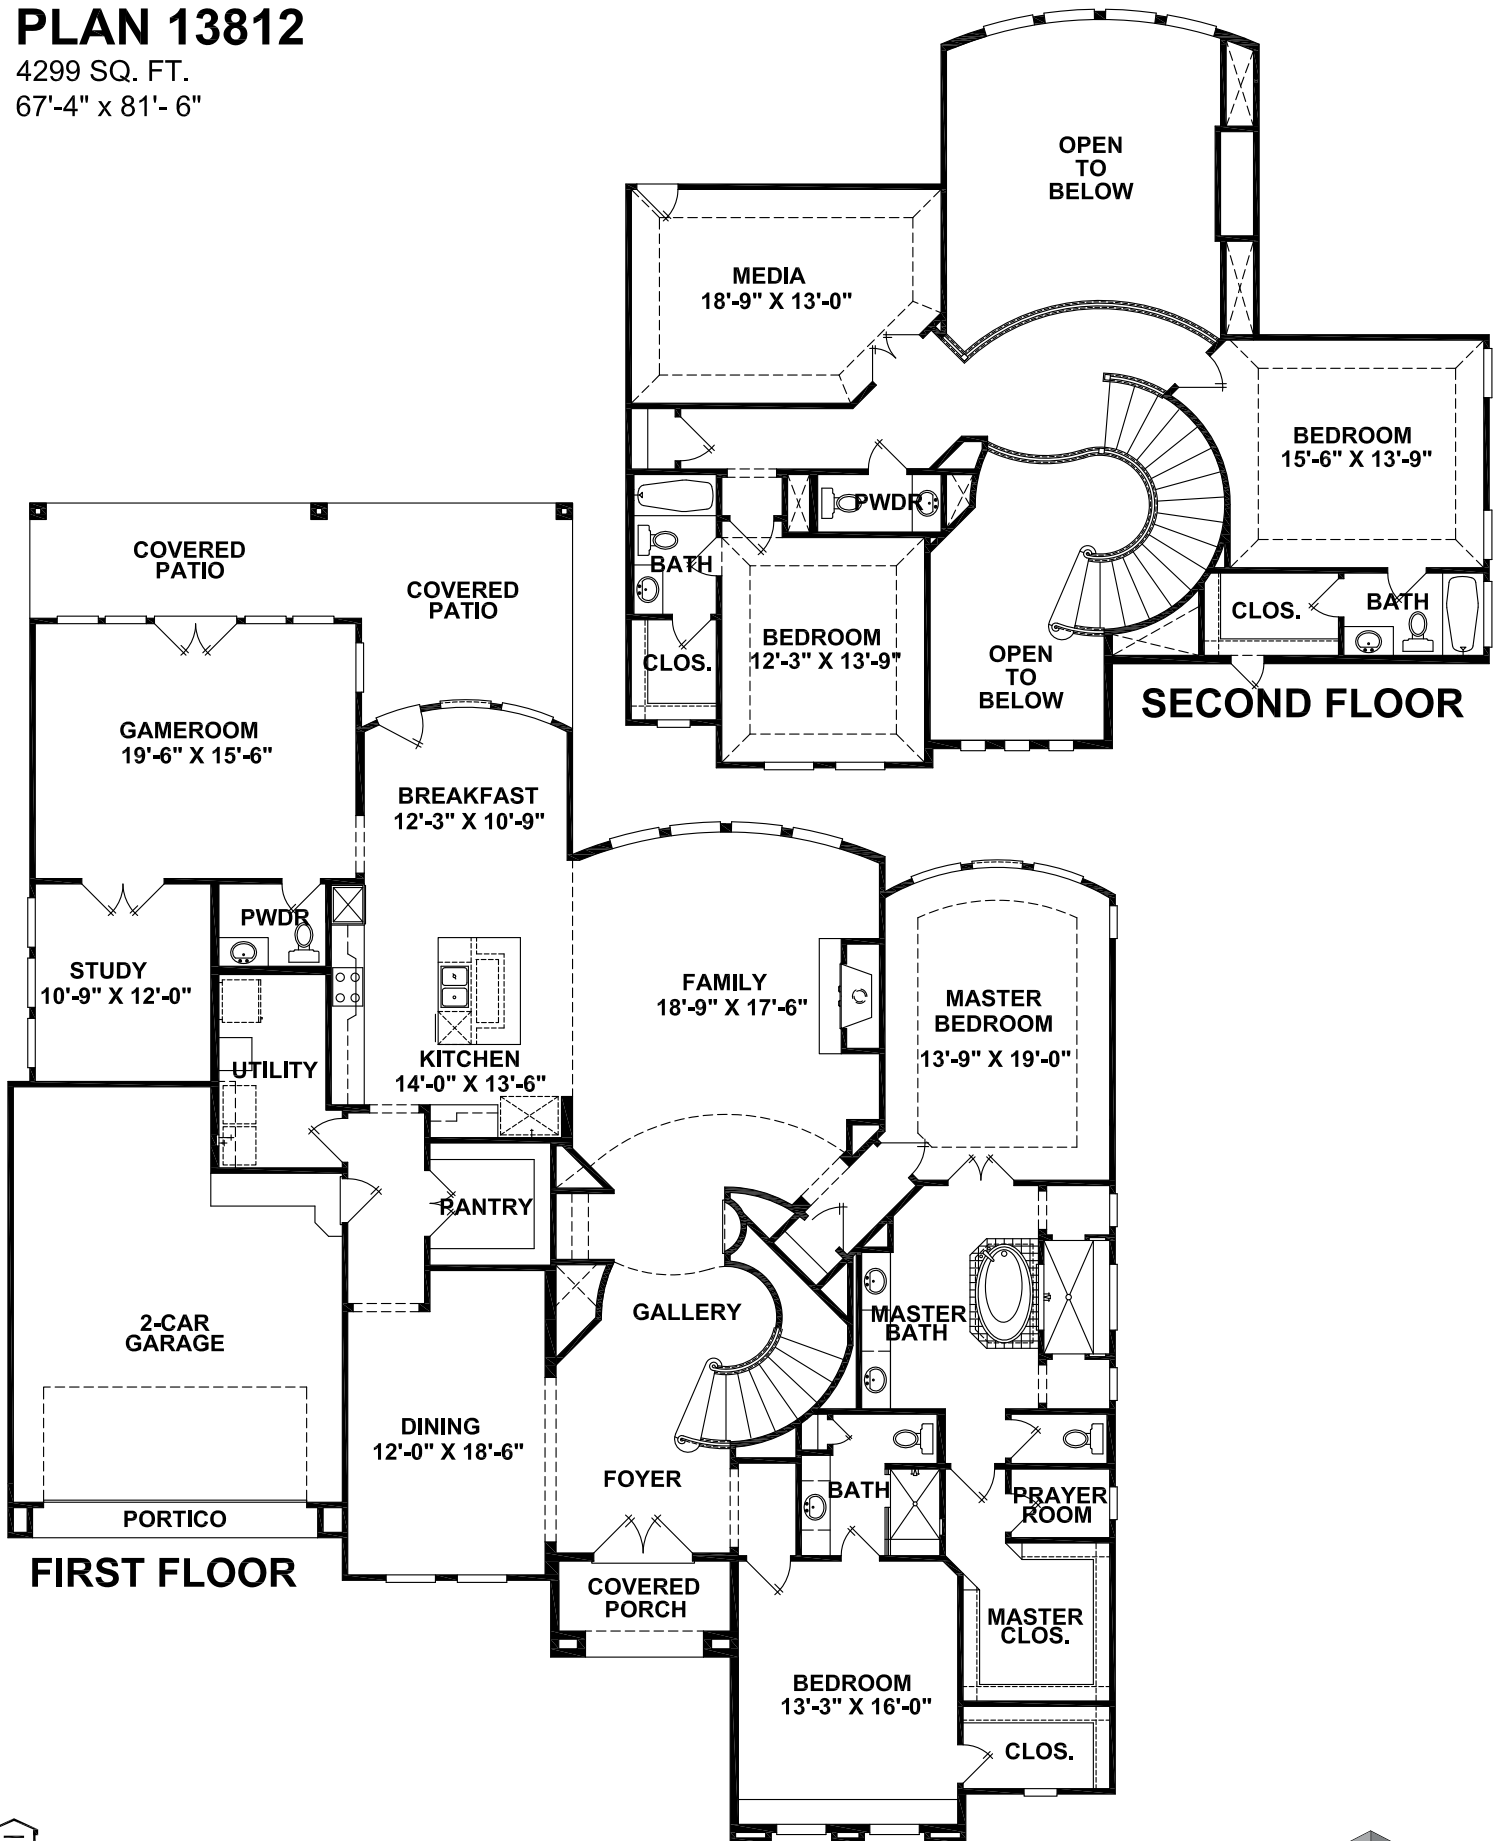 PLAN 13812
4299 SQ. FT.
67'-4" x 81'- 6"
OPEN
TO
BELOW
MEDIA
18'-9" X 13'-0"
BEDROOM
15'-6" X 13'-9"
PWDR
BATH
BEDROOM
12'-3" X 13'-9"
CLOS.
OPEN
TO
BELOW
CLOS.
BATH
SECOND FLOOR
COVERED
PATIO
COVERED
PATIO
GAMEROOM
19'-6" X 15'-6"
BREAKFAST
12'-3" X 10'-9"
PWDR
STUDY
10'-9" X 12'-0"
FAMILY
18'-9" X 17'-6"
MASTER
BEDROOM
13'-9" X 19'-0"
UTILITY
KITCHEN
14'-0" X 13'-6"
PANTRY
GALLERY
MASTER
BATH
2-CAR
GARAGE
DINING
12'-0" X 18'-6"
FOYER
BATH
PRAYER
ROOM
PORTICO
FIRST FLOOR
COVERED
PORCH
MASTER
CLOS.
BEDROOM
13'-3" X 16'-0"
CLOS.